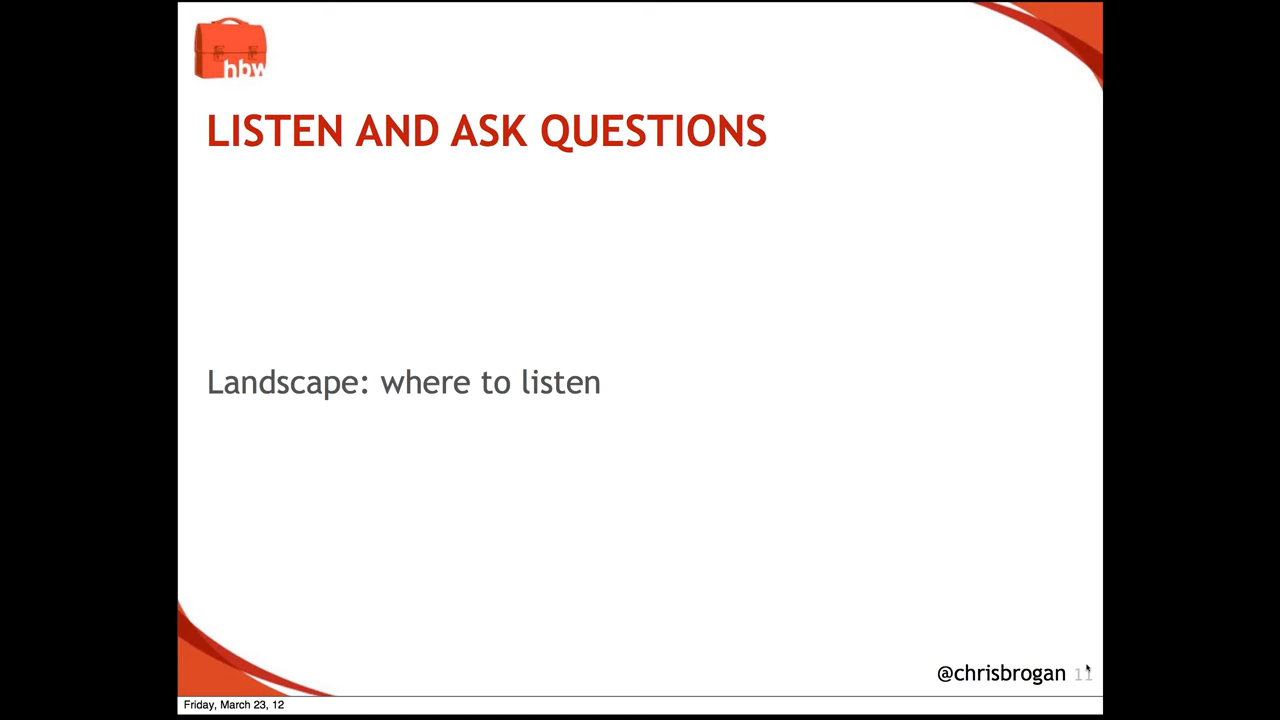 hbw
LISTEN AND ASK QUESTIONS
Landscape: where to listen
@chrisbrogan 11
Friday, March 23, 12